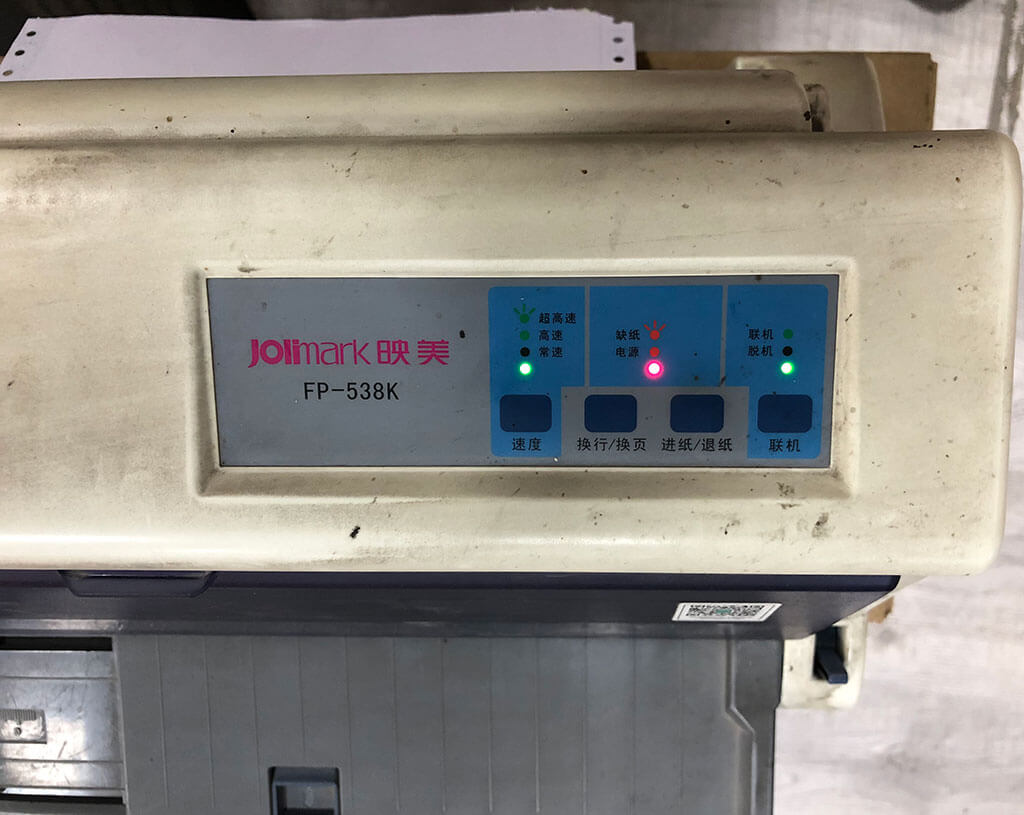 Jolimark 映美
FP-538K
超高速
高速
常速
缺纸
电源
联机
脱机
速度
换行/换页
进纸/退纸
联机